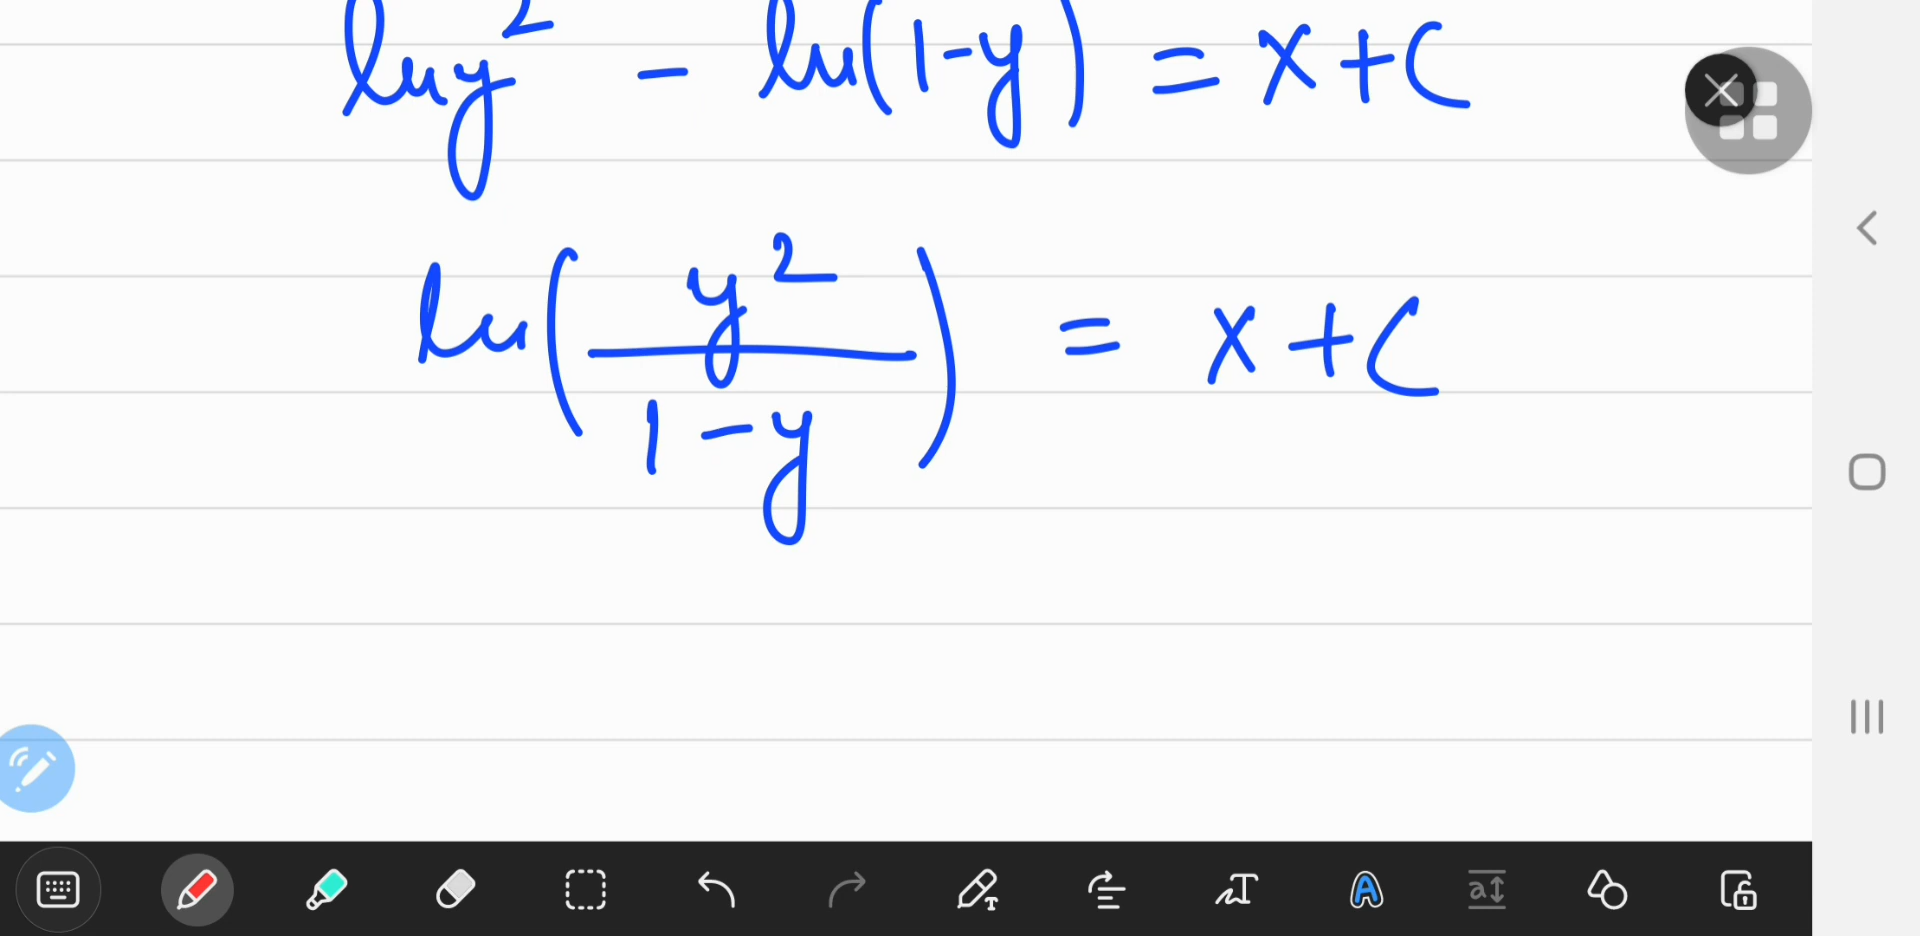 ln y² - ln(1-y) = x+C
ln(y²/(1-y)) = x+C